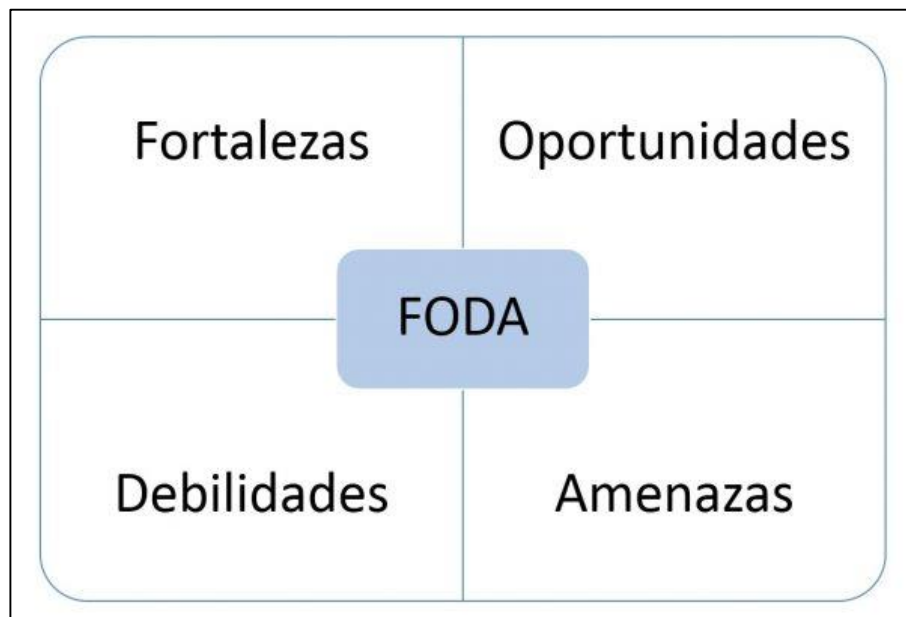 Fortalezas
Oportunidades
FODA
Debilidades
Amenazas